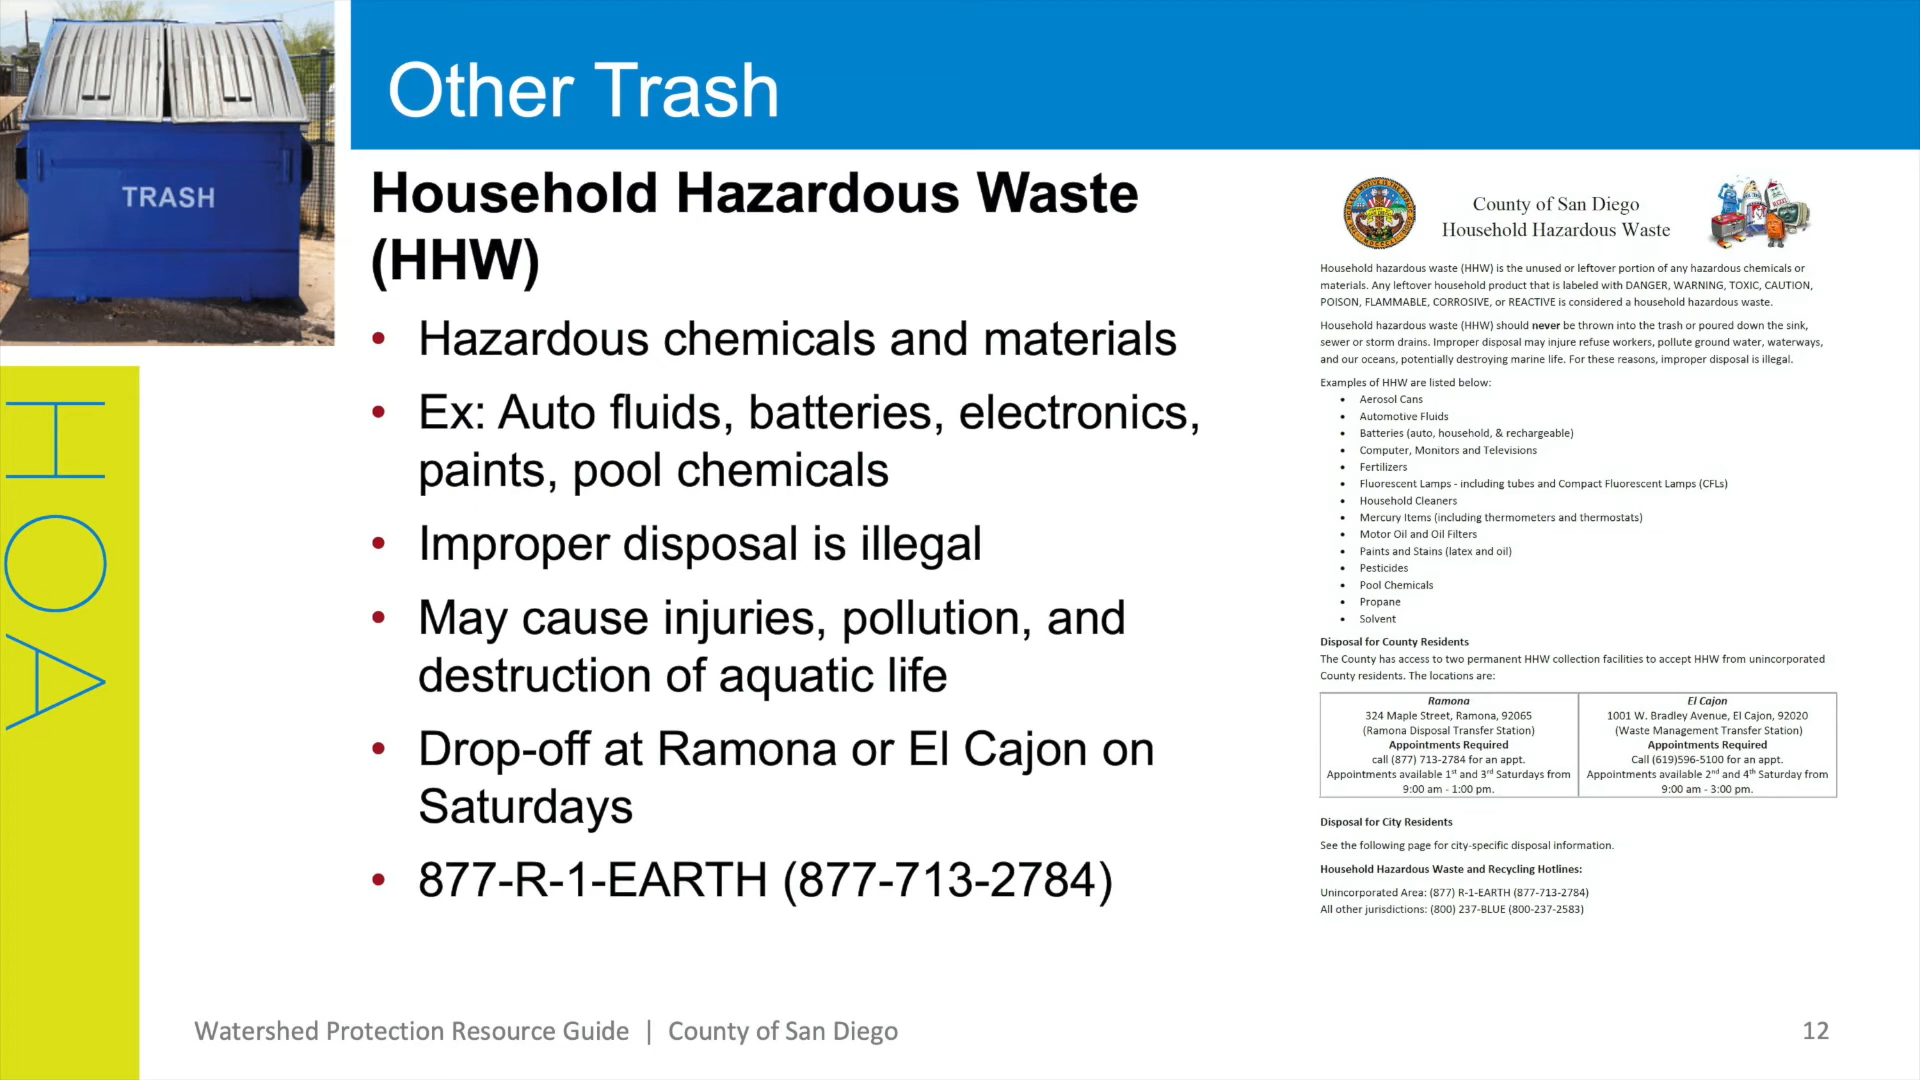 TRASH
Other Trash
HOA
Household Hazardous Waste
(HHW)
• Hazardous chemicals and materials
• Ex: Auto fluids, batteries, electronics,
paints, pool chemicals
• Improper disposal is illegal
• May cause injuries, pollution, and
destruction of aquatic life
• Drop-off at Ramona or El Cajon on
Saturdays
• 877-R-1-EARTH (877-713-2784)
County of San Diego
Household Hazardous Waste
Household hazardous waste (HHW) is the unused or leftover portion of any hazardous chemicals or
materials. Any leftover household product that is labeled with DANGER, WARNING, TOXIC, CAUTION,
POISON, FLAMMABLE, CORROSIVE, or REACTIVE is considered a household hazardous waste.
Household hazardous waste (HHW) should never be thrown into the trash or poured down the sink,
sewer or storm drains. Improper disposal may injure refuse workers, pollute ground water, waterways,
and our oceans, potentially destroying marine life. For these reasons, improper disposal is illegal.
Examples of HHW are listed below:
• Aerosol Cans
• Automotive Fluids
• Batteries (auto, household, & rechargeable)
• Computer, Monitors and Televisions
• Fertilizers
• Fluorescent Lamps - including tubes and Compact Fluorescent Lamps (CFLs)
• Household Cleaners
• Mercury Items (including thermometers and thermostats)
• Motor Oil and Oil Filters
• Paints and Stains (latex and oil)
• Pesticides
• Pool Chemicals
• Propane
• Solvent
Disposal for County Residents
The County has access to two permanent HHW collection facilities to accept HHW from unincorporated
County residents. The locations are:
Ramona
324 Maple Street, Ramona, 92065
(Ramona Disposal Transfer Station)
Appointments Required
call (877) 713-2784 for an appt.
Appointments available 1st and 3rd Saturdays from
9:00 am - 1:00 pm.
El Cajon
1001 W. Bradley Avenue, El Cajon, 92020
(Waste Management Transfer Station)
Appointments Required
Call (619)596-5100 for an appt.
Appointments available 2nd and 4th Saturday from
9:00 am - 3:00 pm.
Disposal for City Residents
See the following page for city-specific disposal information.
Household Hazardous Waste and Recycling Hotlines:
Unincorporated Area: (877) R-1-EARTH (877-713-2784)
All other jurisdictions: (800) 237-BLUE (800-237-2583)
Watershed Protection Resource Guide | County of San Diego
12